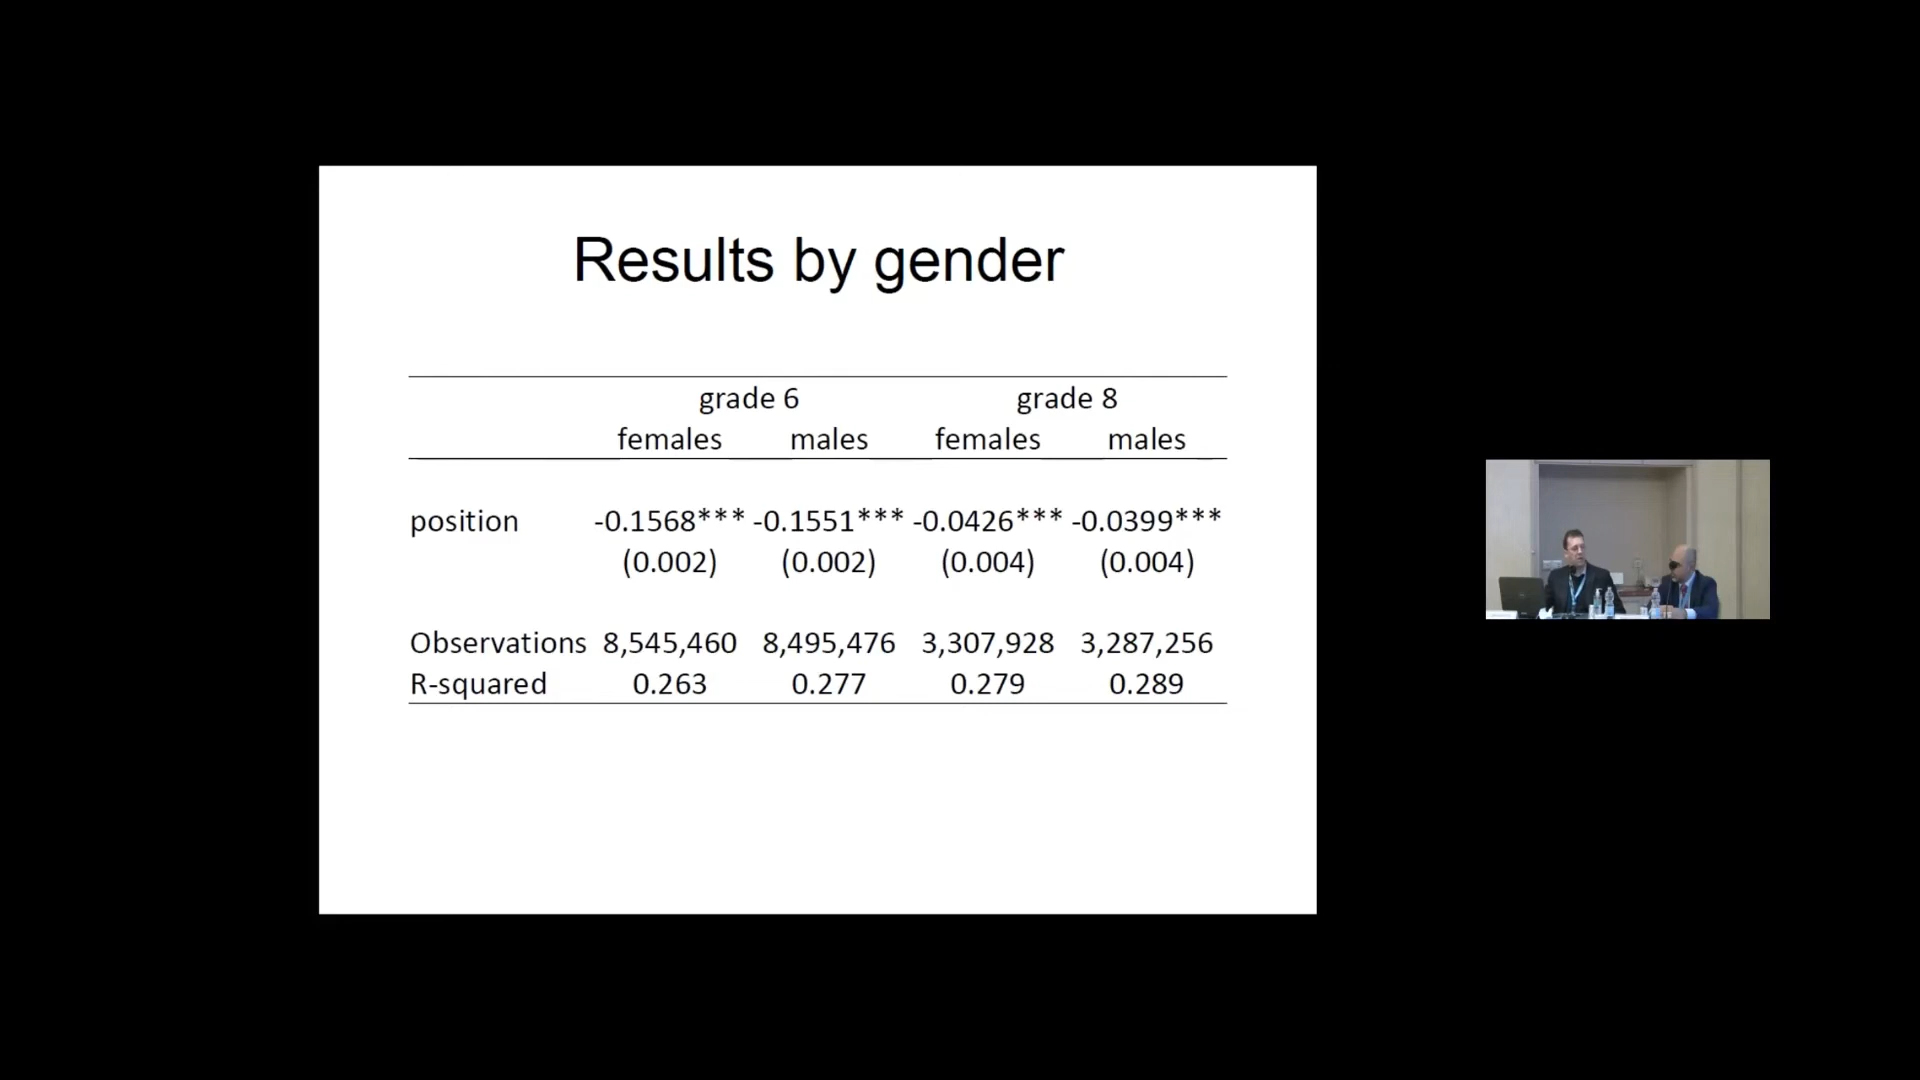 Results by gender
grade 6 grade 8
females males females males
position -0.1568*** -0.1551*** -0.0426*** -0.0399***
(0.002) (0.002) (0.004) (0.004)
Observations 8,545,460 8,495,476 3,307,928 3,287,256
R-squared 0.263 0.277 0.279 0.289